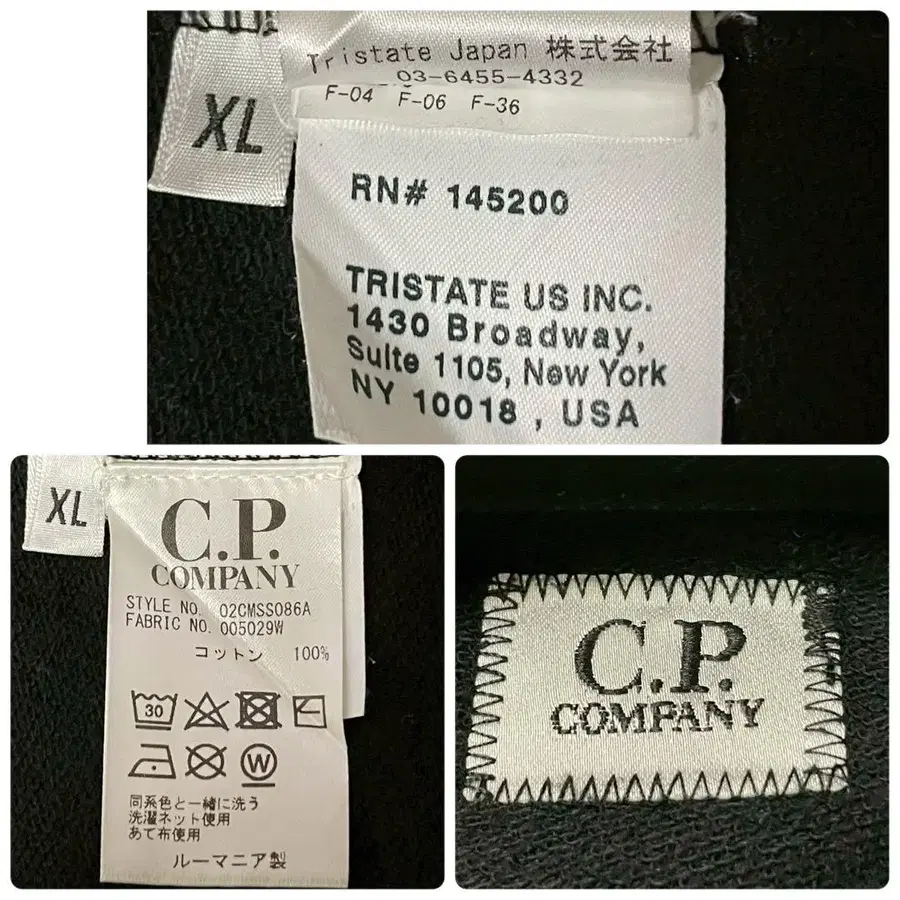 XL
Tristate Japan 株式会社
03-6455-4332
F-04 F-06 F-36
RN# 145200
TRISTATE US INC.
1430 Broadway,
Suite 1105, New York
NY 10018 , USA
XL
C.P.
COMPANY
STYLE NO. 02CMSS086A
FABRIC NO. 005029W
コットン 100%
30
W
同系色と一緒に洗う
洗濯ネット使用
あて布使用
ルーマニア製
C.P.
COMPANY